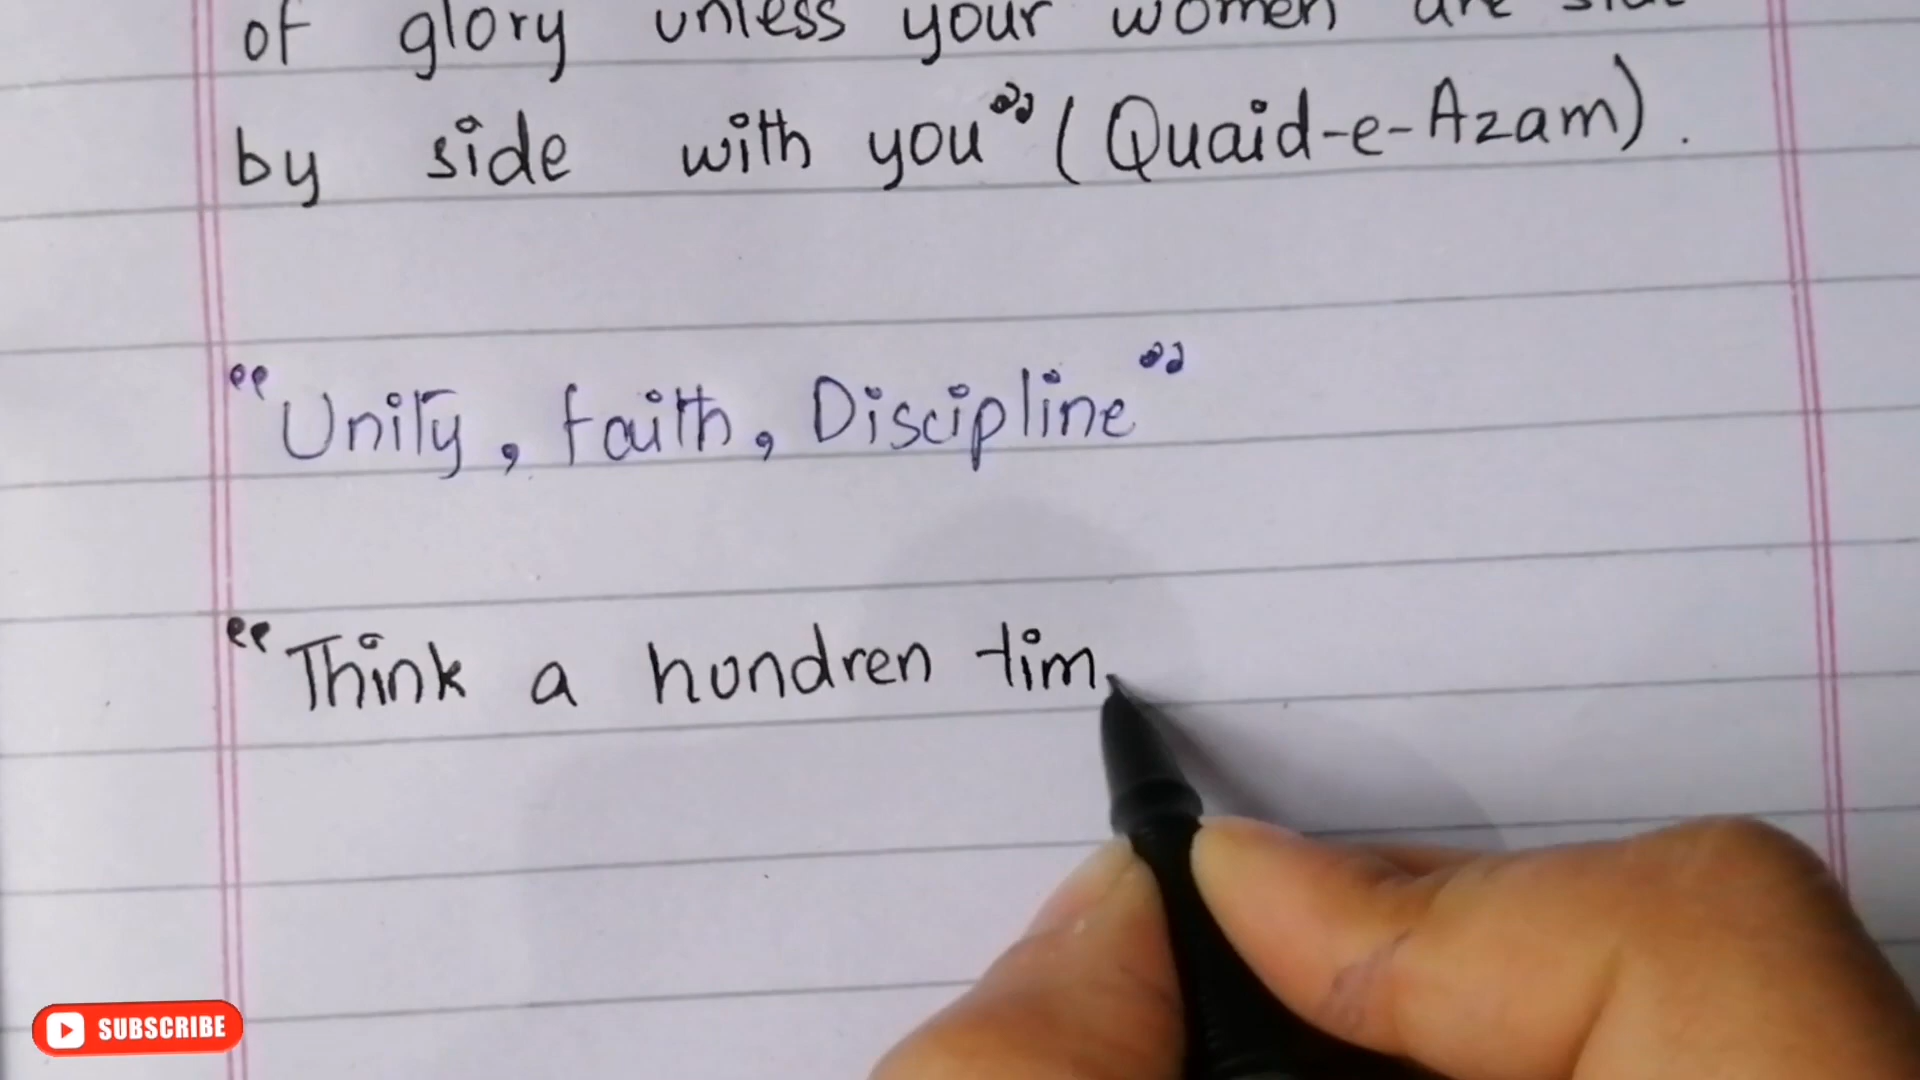 of glory unless your women are side
by side with you” (Quaid-e-Azam).
“Unity, Faith, Discipline”
“Think a hundren tim
SUBSCRIBE